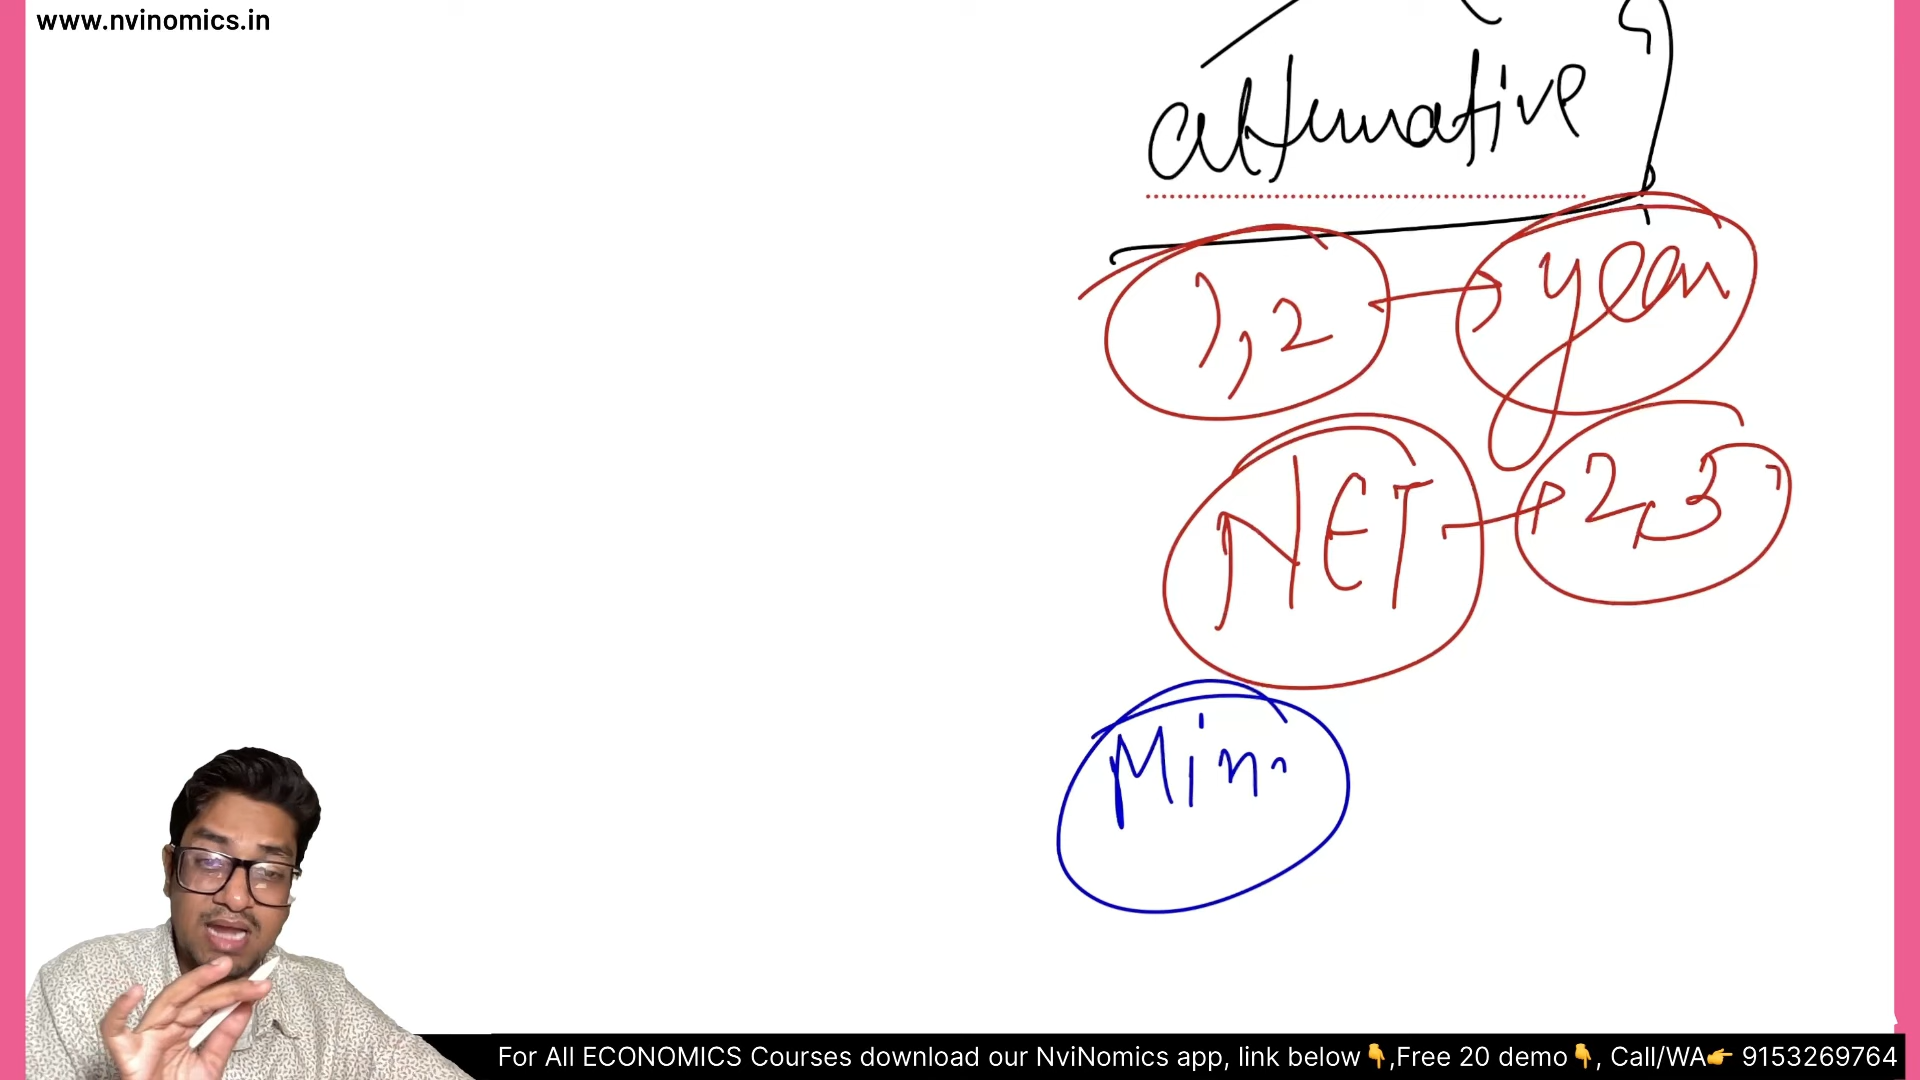 www.nvinomics.in
alternative
1,2 → year
NET → 2,3
Min
For All ECONOMICS Courses download our NviNomics app, link below👇,Free 20 demo👇, Call/WA👉 9153269764